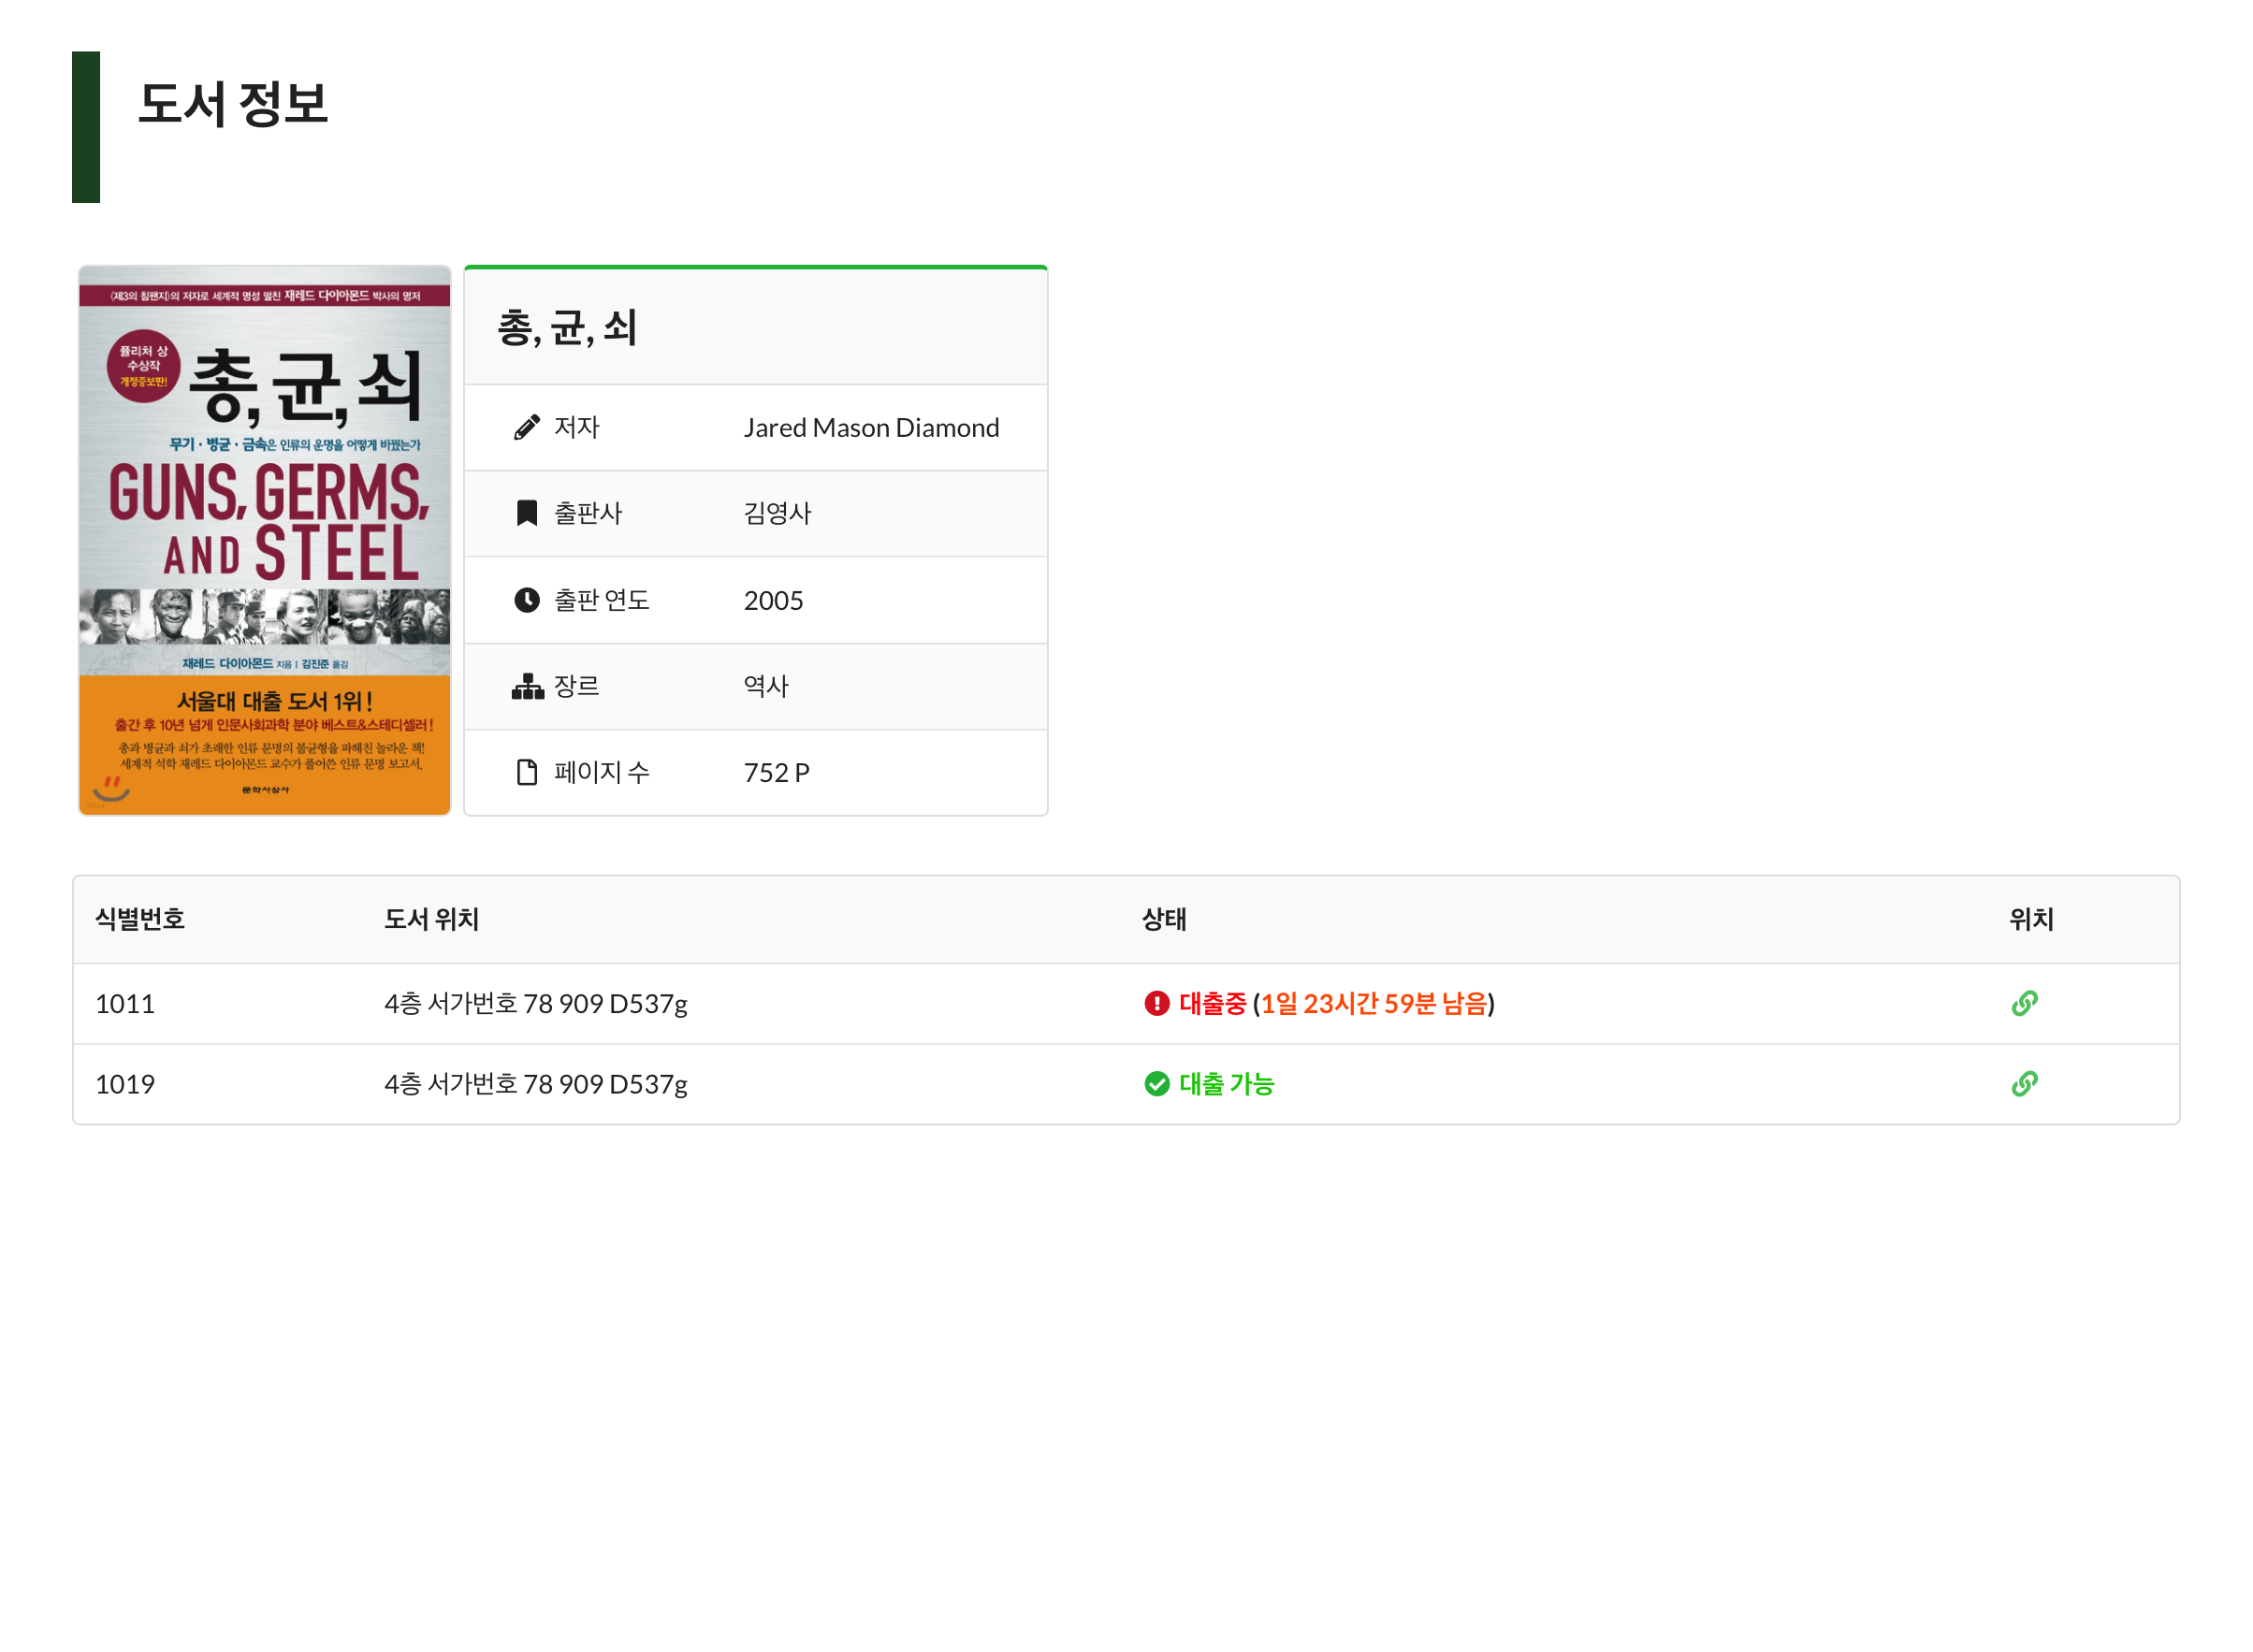 도서 정보
<제3의 침팬지>의 저자로 세계적 명성 떨친 재레드 다이아몬드 박사의 명저
퓰리처 상
수상작
개정증보판!
총, 균, 쇠
무기 · 병균 · 금속은 인류의 운명을 어떻게 바꿨는가
GUNS, GERMS,
AND STEEL
재레드 다이아몬드 지음 | 김진준 옮김
서울대 대출 도서 1위!
출간 후 10년 넘게 인문사회과학 분야 베스트&스테디셀러!
총과 병균과 쇠가 초래한 인류 문명의 불균형을 파헤친 놀라운 책!
세계적 석학 재레드 다이아몬드 교수가 풀어쓴 인류 문명 보고서.
문학사상사
총, 균, 쇠
저자 Jared Mason Diamond
출판사 김영사
출판 연도 2005
장르 역사
페이지 수 752 P
식별번호 도서 위치 상태 위치
1011 4층 서가번호 78 909 D537g 대출중 (1일 23시간 59분 남음)
1019 4층 서가번호 78 909 D537g 대출 가능